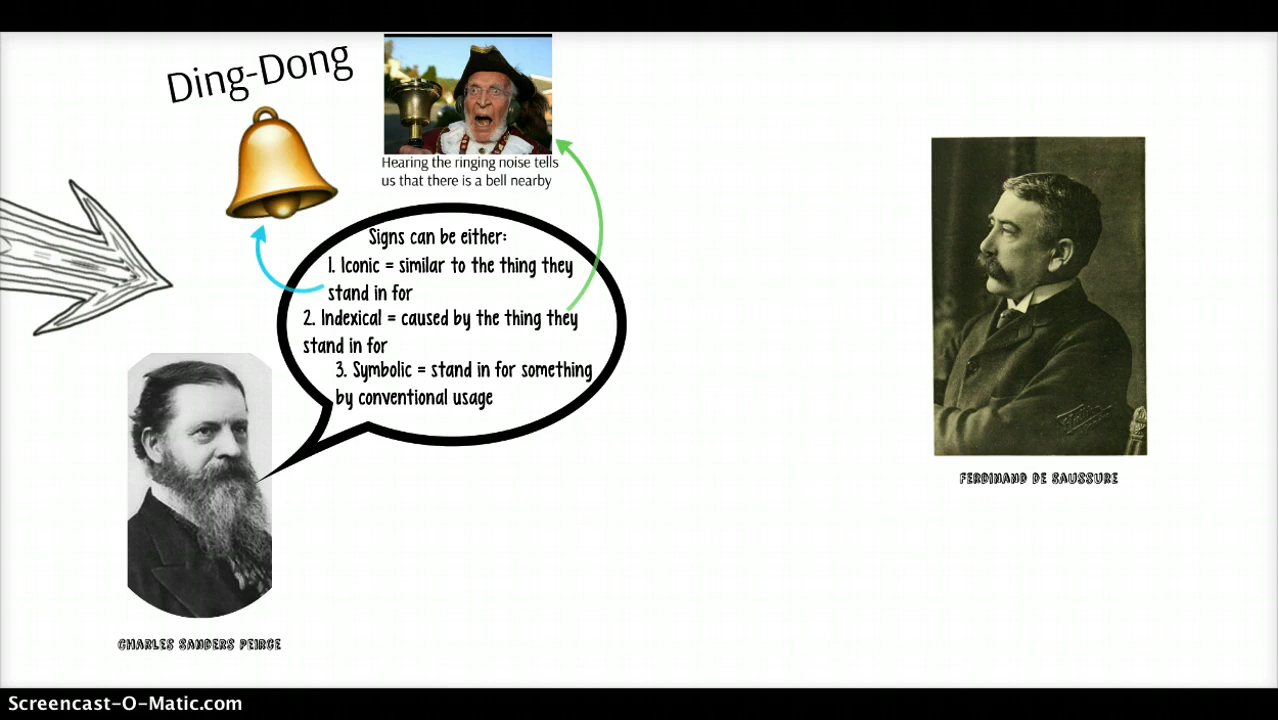 Ding-Dong
Hearing the ringing noise tells
us that there is a bell nearby
Signs can be either:
1. Iconic = similar to the thing they
stand in for
2. Indexical = caused by the thing they
stand in for
3. Symbolic = stand in for something
by conventional usage
FERDINAND DE SAUSSURE
CHARLES SANDERS PEIRCE
Screencast-O-Matic.com